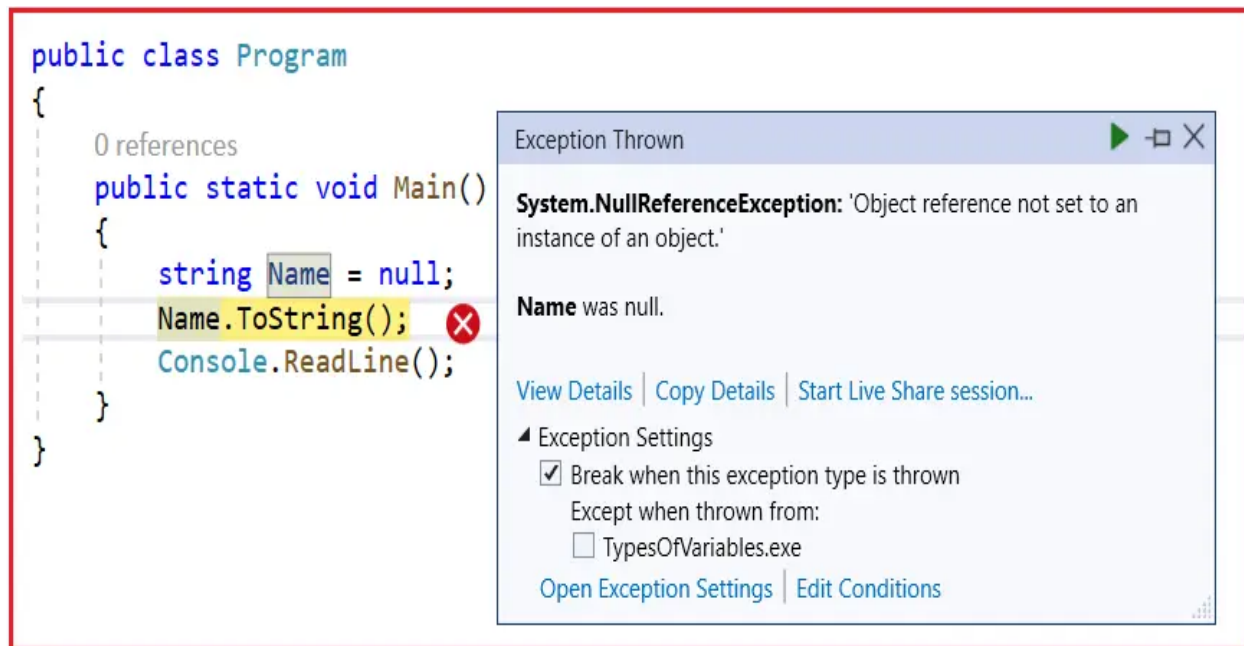 public class Program
{
0 references
public static void Main()
{
string Name = null;
Name.ToString();
Console.ReadLine();
}
}
Exception Thrown
System.NullReferenceException: 'Object reference not set to an
instance of an object.'
Name was null.
View Details | Copy Details | Start Live Share session...
Exception Settings
Break when this exception type is thrown
Except when thrown from:
TypesOfVariables.exe
Open Exception Settings | Edit Conditions